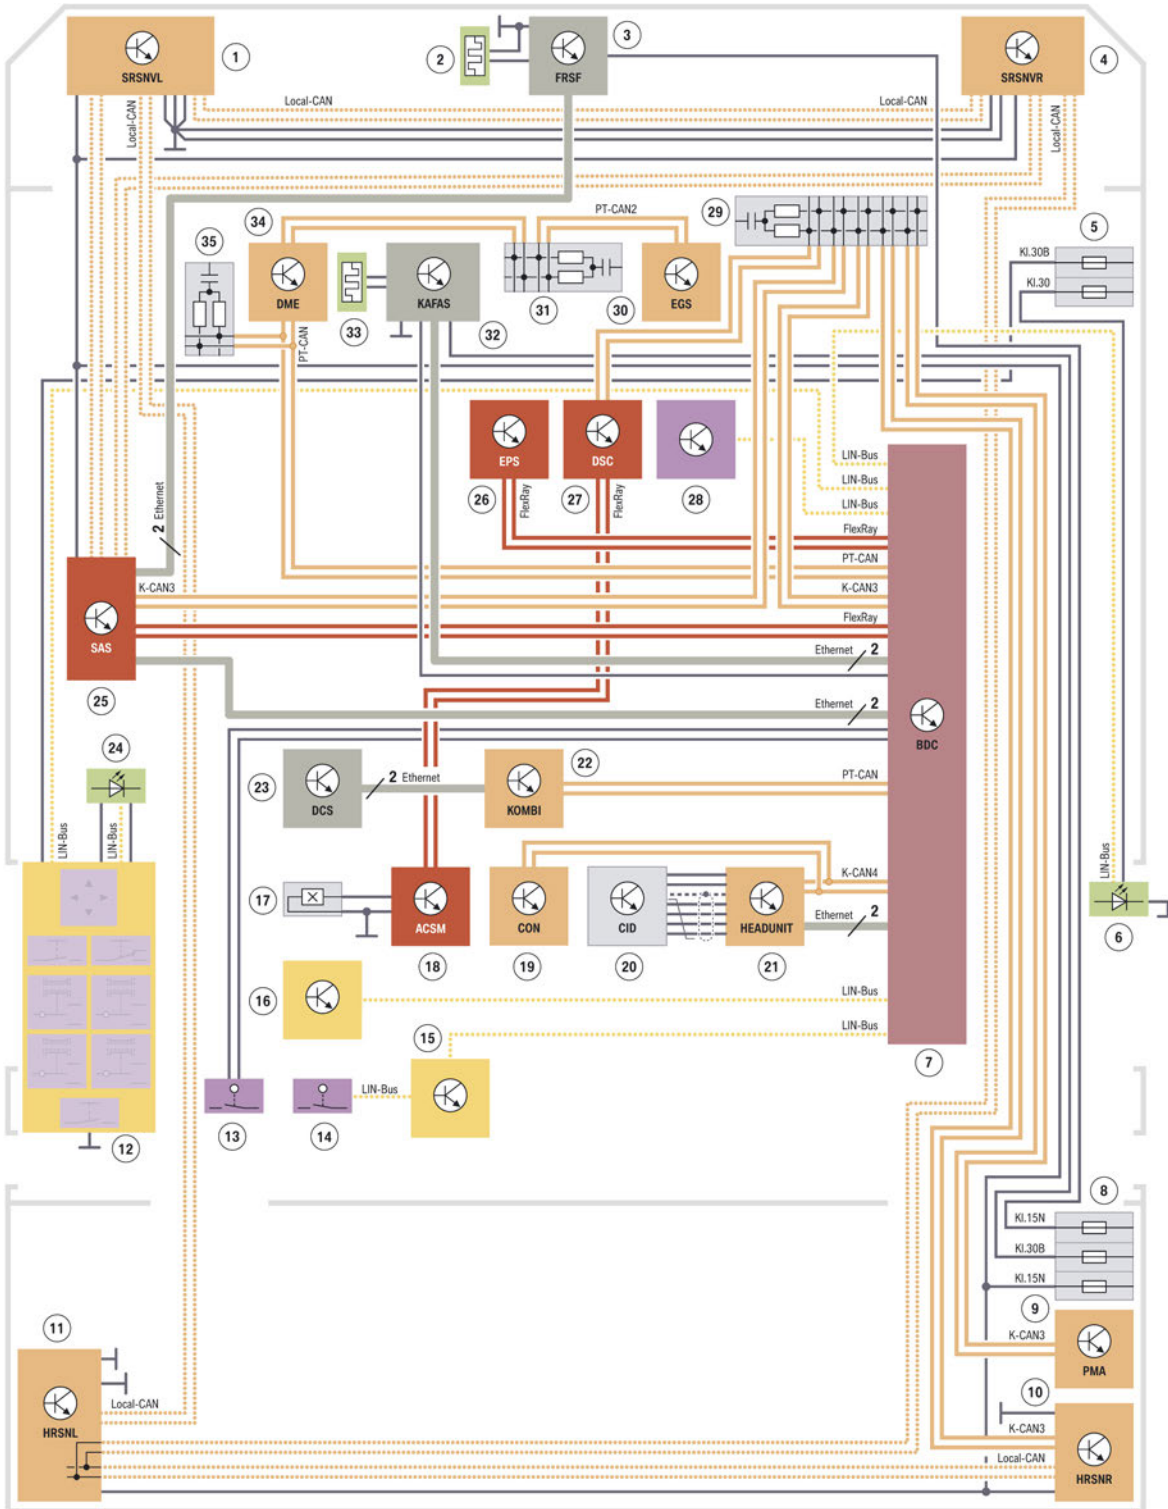 1
2
3
4
SRSNVL
FRSF
SRSNVR
Local-CAN
Local-CAN
Local-CAN
Local-CAN
34
PT-CAN2
29
5
35
Kl.30B
DME
KAFAS
EGS
Kl.30
33
32
31
30
PT-CAN
EPS
DSC
LIN-Bus
26
27
28
LIN-Bus
FlexRay
FlexRay
LIN-Bus
2 Ethernet
FlexRay
PT-CAN
K-CAN3
K-CAN3
FlexRay
SAS
Ethernet 2
25
Ethernet 2
BDC
24
22
23
2 Ethernet
PT-CAN
DCS
KOMBI
LIN-Bus
LIN-Bus
LIN-Bus
K-CAN4
17
ACSM
CON
CID
HEADUNIT
Ethernet 2
6
18
19
20
21
16
LIN-Bus
LIN-Bus
15
7
LIN-Bus
12
13
14
8
Kl.15N
Kl.30B
Kl.15N
9
11
K-CAN3
PMA
10
Local-CAN
K-CAN3
HRSNL
Local-CAN
HRSNR